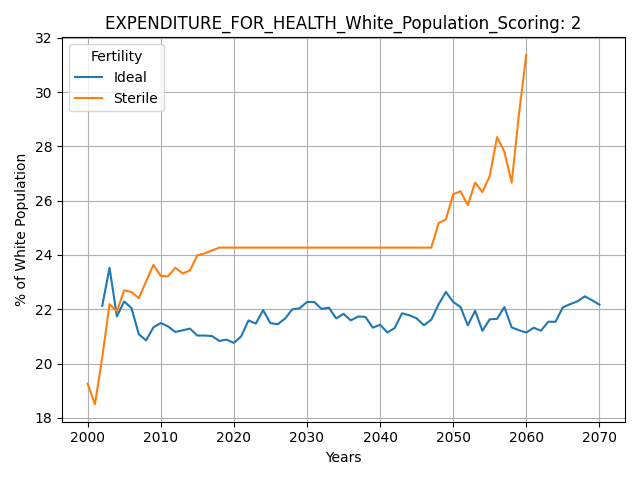 EXPENDITURE_FOR_HEALTH_White_Population_Scoring: 2
Fertility
Ideal
Sterile
% of White Population
32
30
28
26
24
22
20
18
2000 2010 2020 2030 2040 2050 2060 2070
Years